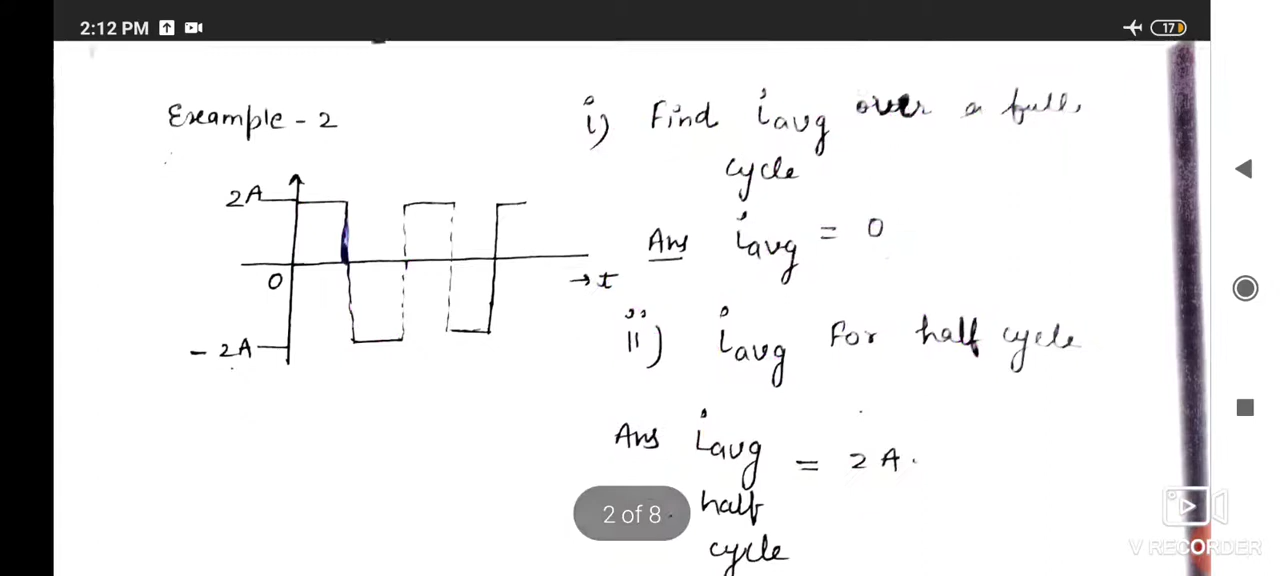 2:12 PM
17
Example - 2
2A
0
→ t
- 2A
i) Find iavg over a full
cycle
Ans iavg = 0
ii) iavg For half cycle
Ans iavg = 2 A.
half
cycle
2 of 8
V RECORDER